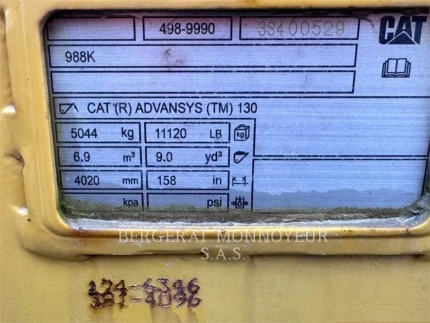 498-9990 3S400529 CAT
988K
CAT (R) ADVANSYS (TM) 130
5044 kg 11120 LB kg
6.9 m³ 9.0 yd³
4020 mm 158 in
kpa psi
BERGERAT MONNOYEUR
S.A.S.